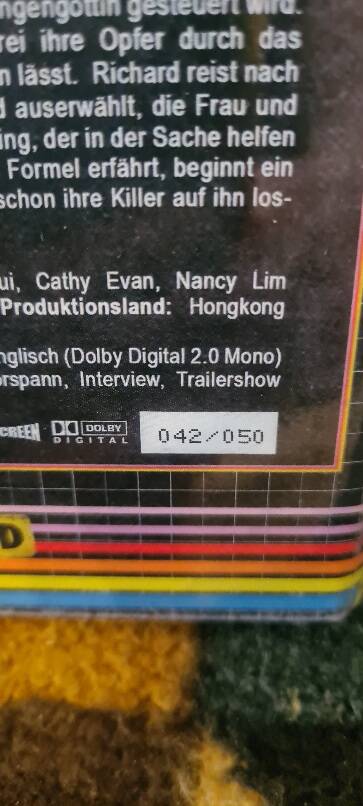 ngengöttin gesteuert wird.
rei ihre Opfer durch das
n lässt. Richard reist nach
d auserwählt, die Frau und
ing, der in der Sache helfen
Formel erfährt, beginnt ein
schon ihre Killer auf ihn los-
ui, Cathy Evan, Nancy Lim
Produktionsland: Hongkong
nglisch (Dolby Digital 2.0 Mono)
orspann, Interview, Trailershow
CREEN DOLBY DIGITAL 042/050
D